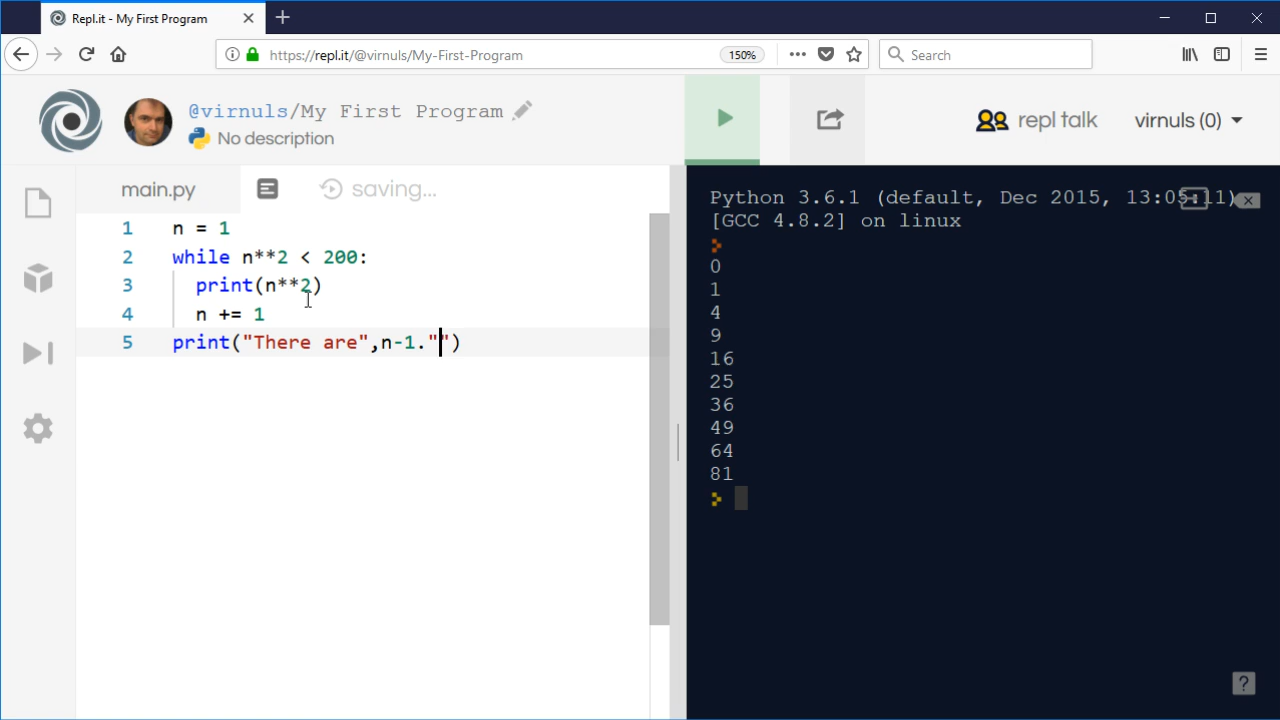 Repl.it - My First Program
https://repl.it/@virnuls/My-First-Program
150%
Search
@virnuls/My First Program
No description
repl talk
virnuls (0)
main.py
saving...
1 n = 1
2 while n**2 < 200:
3 print(n**2)
4 n += 1
5 print("There are",n-1."")
Python 3.6.1 (default, Dec 2015, 13:05:11)
[GCC 4.8.2] on linux
0
1
4
9
16
25
36
49
64
81
?